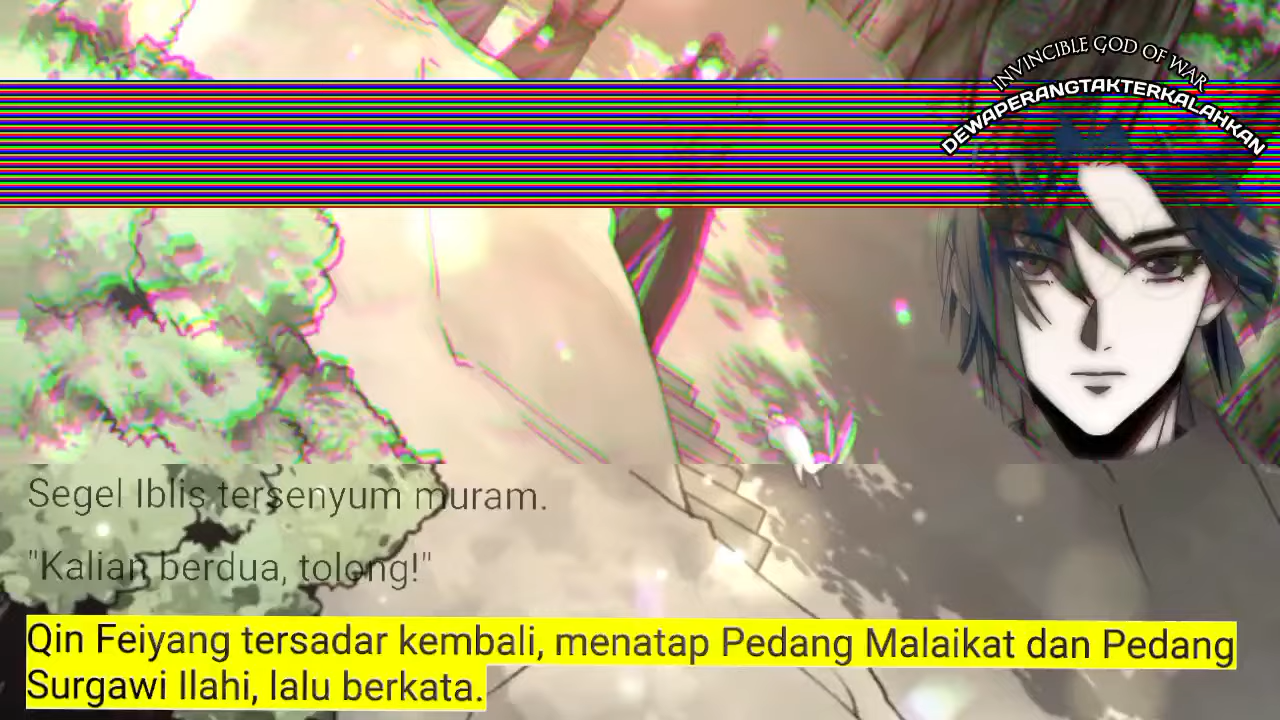 INVINCIBLE GOD OF WAR
DEWAPERANGTAKTERKALAHKAN
Segel Iblis tersenyum muram.
"Kalian berdua, tolong!"
Qin Feiyang tersadar kembali, menatap Pedang Malaikat dan Pedang
Surgawi Ilahi, lalu berkata.